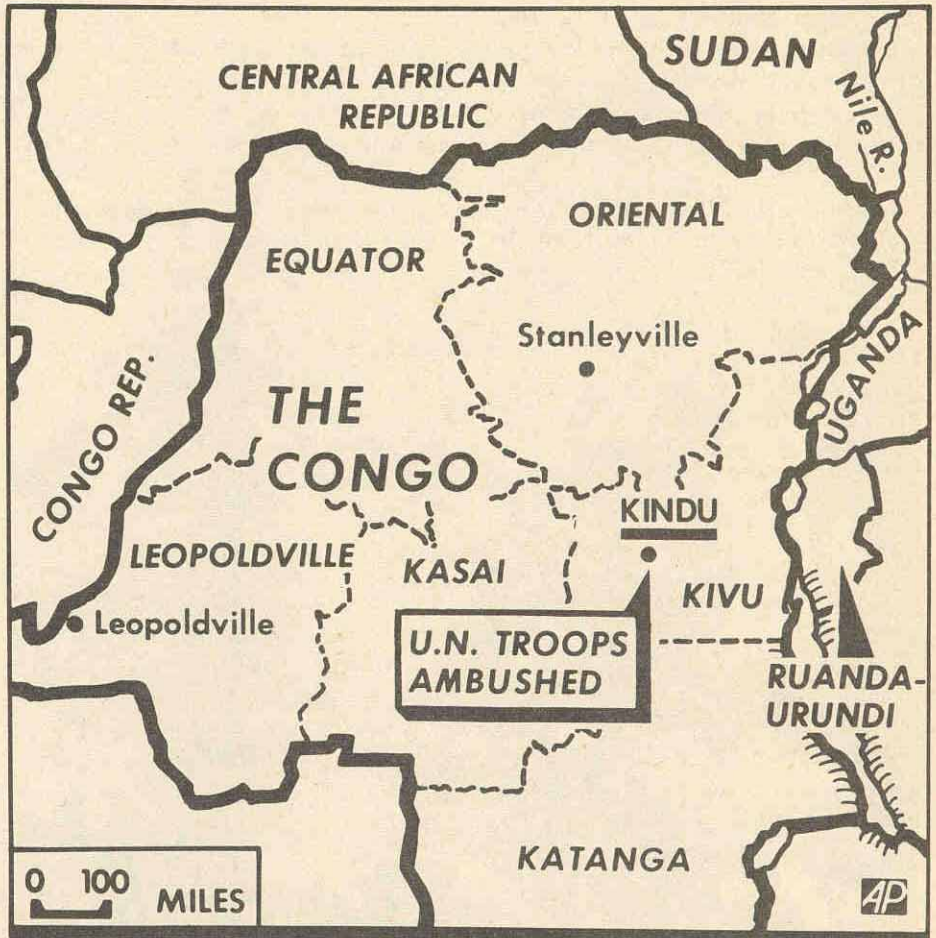 SUDAN
CENTRAL AFRICAN
REPUBLIC
Nile R.
ORIENTAL
EQUATOR
Stanleyville
UGANDA
CONGO REP.
THE
CONGO
KINDU
LEOPOLDVILLE
KASAI
KIVU
Leopoldville
U.N. TROOPS
AMBUSHED
RUANDA-
URUNDI
KATANGA
0 100
MILES
AP